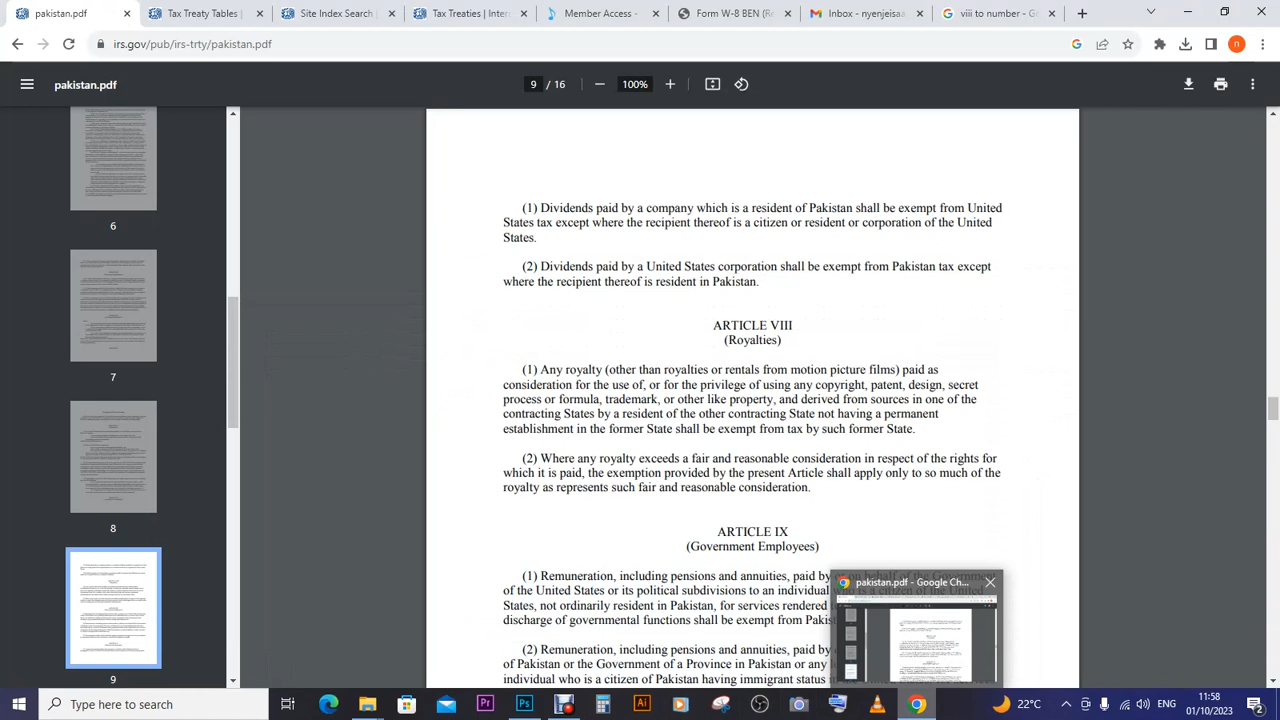 pakistan.pdf
Tax Treaty Tables
Site Index Search
Tax Treaties | Inter
Member Access -
Form W-8 BEN (Re
Inbox - nyenjeisaa
viii to number - Go
irs.gov/pub/irs-trty/pakistan.pdf
n
pakistan.pdf
9 / 16
100%
6
7
8
9
(1) Dividends paid by a company which is a resident of Pakistan shall be exempt from United
States tax except where the recipient thereof is a citizen or resident or corporation of the United
States.
(2) Dividends paid by a United States corporation shall be exempt from Pakistan tax except
where the recipient thereof is resident in Pakistan.
ARTICLE VIII
(Royalties)
(1) Any royalty (other than royalties or rentals from motion picture films) paid as
consideration for the use of, or for the privilege of using any copyright, patent, design, secret
process or formula, trademark, or other like property, and derived from sources in one of the
contracting States by a resident of the other contracting State not having a permanent
establishment in the former State shall be exempt from tax by such former State.
(2) Where any royalty exceeds a fair and reasonable consideration in respect of the rights for
which it is paid, the exemption provided by the present Article shall apply only to so much of the
royalty as represents such fair and reasonable consideration.
ARTICLE IX
(Government Employees)
(1) Remuneration, including pensions and annuities, paid by
of the United States or its political subdivisions to an individual
States not ordinarily resident in Pakistan, for services rendered
discharge of governmental functions shall be exempt from Pakis
(2) Remuneration, including pensions and annuities, paid by
of Pakistan or the Government of a Province in Pakistan or any
individual who is a citizen of Pakistan having immigrant status
pakistan.pdf - Google Ch...
Type here to search
Pr
Ps
Ai
22°C
ENG
11:58
01/10/2023
2